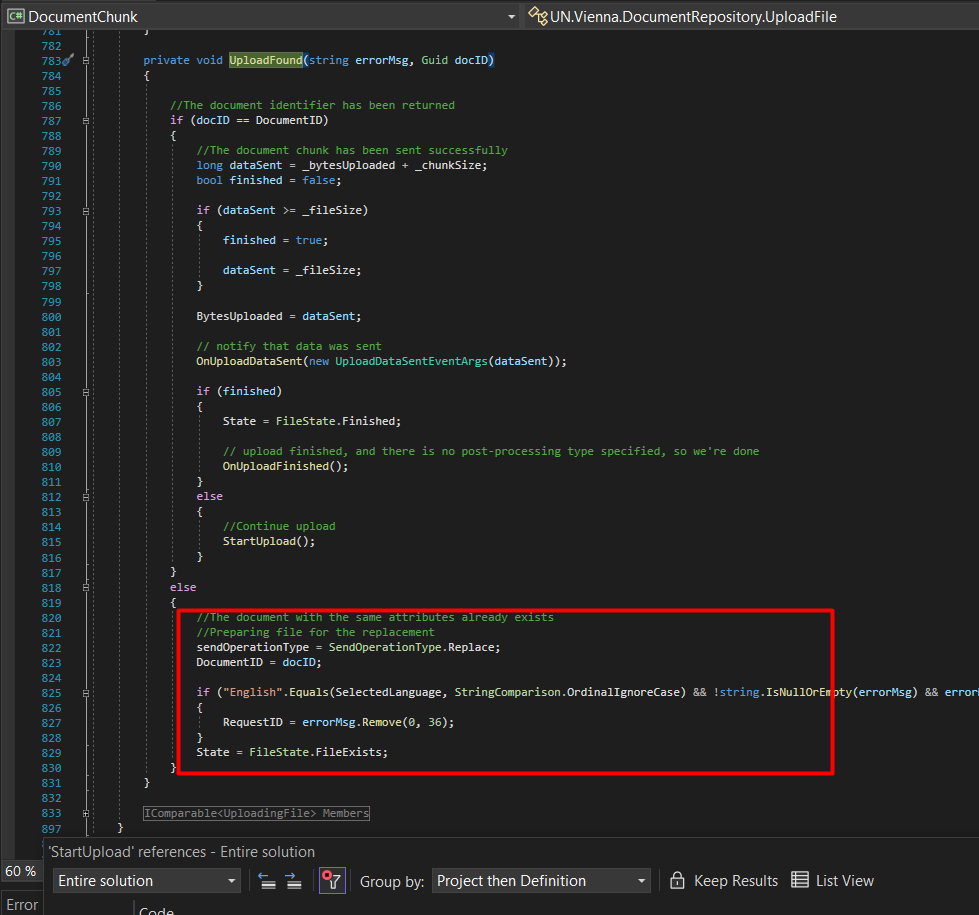 C# DocumentChunk
UN.Vienna.DocumentRepository.UploadFile
781 }
782
783 private void UploadFound(string errorMsg, Guid docID)
784 {
785
786 //The document identifier has been returned
787 if (docID == DocumentID)
788 {
789 //The document chunk has been sent successfully
790 long dataSent = _bytesUploaded + _chunkSize;
791 bool finished = false;
792
793 if (dataSent >= _fileSize)
794 {
795 finished = true;
796
797 dataSent = _fileSize;
798 }
799
800 BytesUploaded = dataSent;
801
802 // notify that data was sent
803 OnUploadDataSent(new UploadDataSentEventArgs(dataSent));
804
805 if (finished)
806 {
807 State = FileState.Finished;
808
809 // upload finished, and there is no post-processing type specified, so we're done
810 OnUploadFinished();
811 }
812 else
813 {
814 //Continue upload
815 StartUpload();
816 }
817 }
818 else
819 {
820 //The document with the same attributes already exists
821 //Preparing file for the replacement
822 sendOperationType = SendOperationType.Replace;
823 DocumentID = docID;
824
825 if ("English".Equals(SelectedLanguage, StringComparison.OrdinalIgnoreCase) && !string.IsNullOrEmpty(errorMsg) && error
826 {
827 RequestID = errorMsg.Remove(0, 36);
828 }
829 State = FileState.FileExists;
830 }
831 }
832
833 IComparable<UploadingFile> Members
897 }
'StartUpload' references - Entire solution
60 %
Entire solution
Group by: Project then Definition
Keep Results
List View
Error
Code